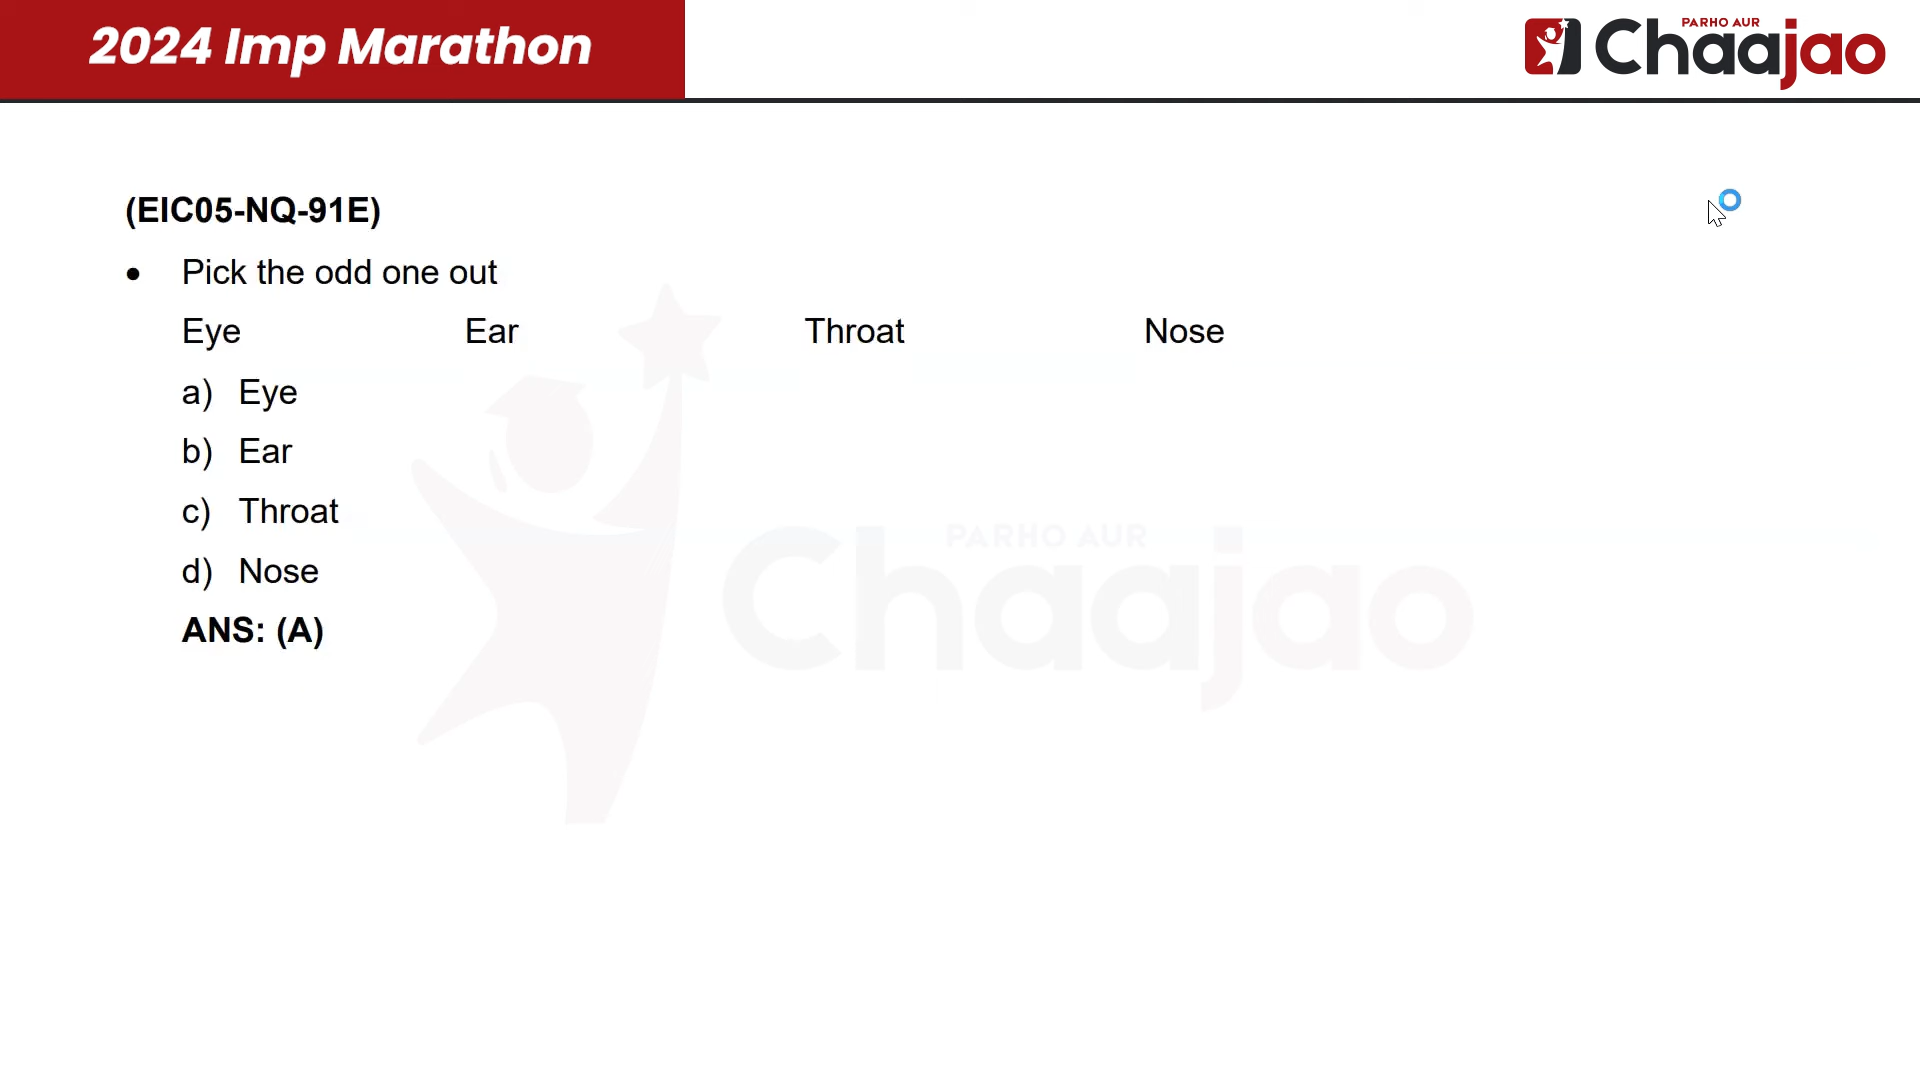 2024 Imp Marathon
PARHO AUR
Chaajao
(EIC05-NQ-91E)
• Pick the odd one out
Eye Ear Throat Nose
a) Eye
b) Ear
c) Throat
d) Nose
ANS: (A)
PARHO AUR
Chaajao